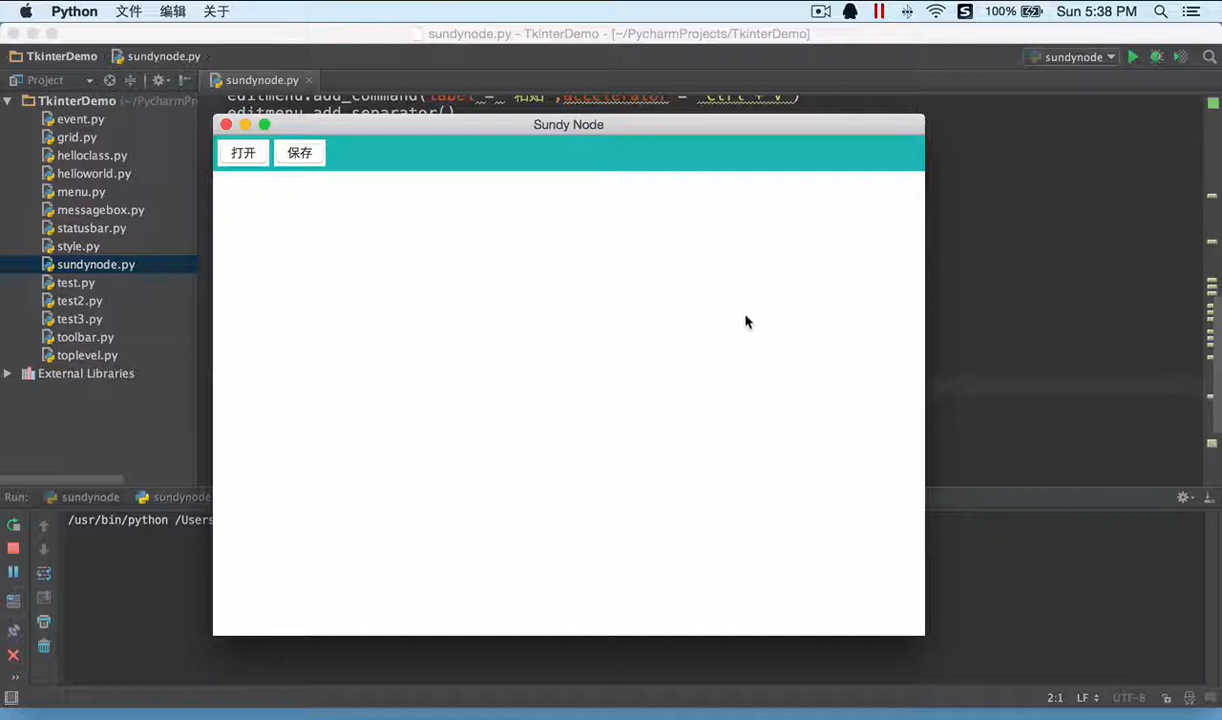 Python 文件 编辑 关于 100% Sun 5:38 PM
sundynode.py - TkinterDemo - [~/PycharmProjects/TkinterDemo]
TkinterDemo sundynode.py sundynode
Project sundynode.py
TkinterDemo (~/PycharmPr
event.py
grid.py
helloclass.py
helloworld.py
menu.py
messagebox.py
statusbar.py
style.py
sundynode.py
test.py
test2.py
test3.py
toolbar.py
toplevel.py
External Libraries
editmenu.add_separator()
Sundy Node
打开 保存
Run: sundynode sundynode
/usr/bin/python /Users
2:1 LF UTF-8